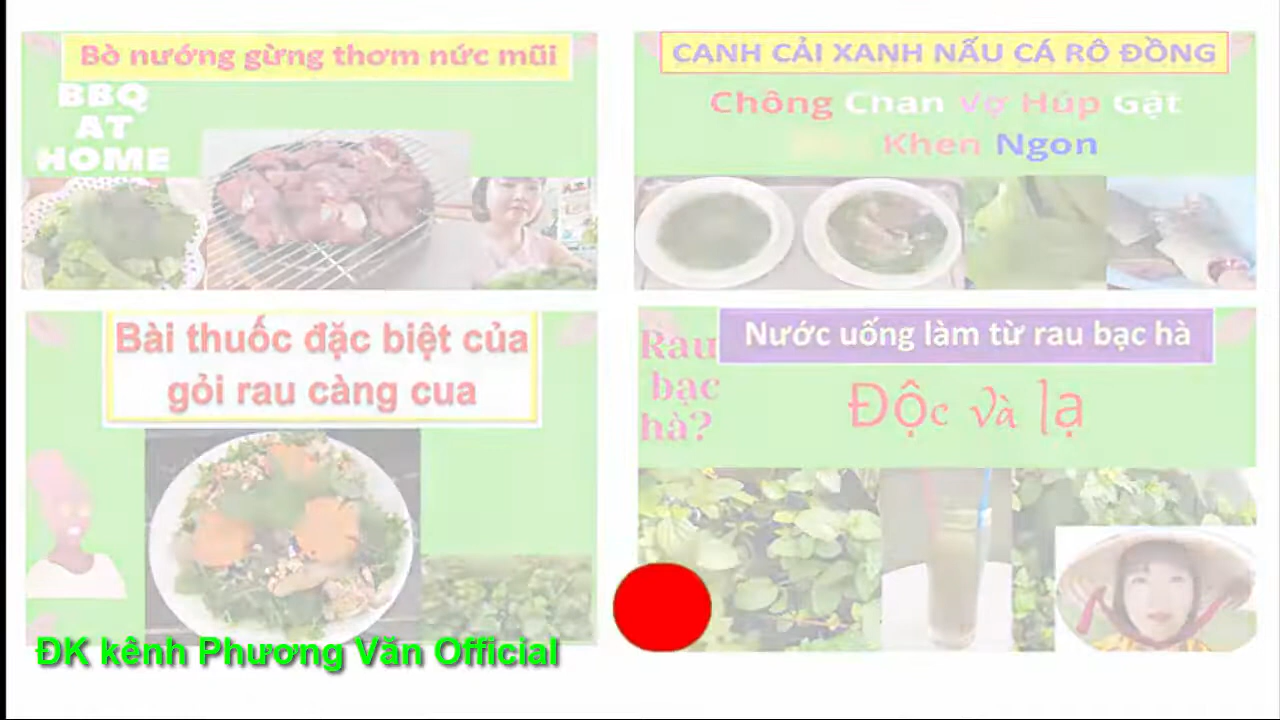 Bò nướng gừng thơm nức mũi
BBQ
AT
HOME
CANH CẢI XANH NẤU CÁ RÔ ĐỒNG
Chồng Chan Vợ Húp Gật
Khen Ngon
Bài thuốc đặc biệt của
gỏi rau càng cua
Rau
bạc
hà?
Nước uống làm từ rau bạc hà
Độc và lạ
ĐK kênh Phương Văn Official